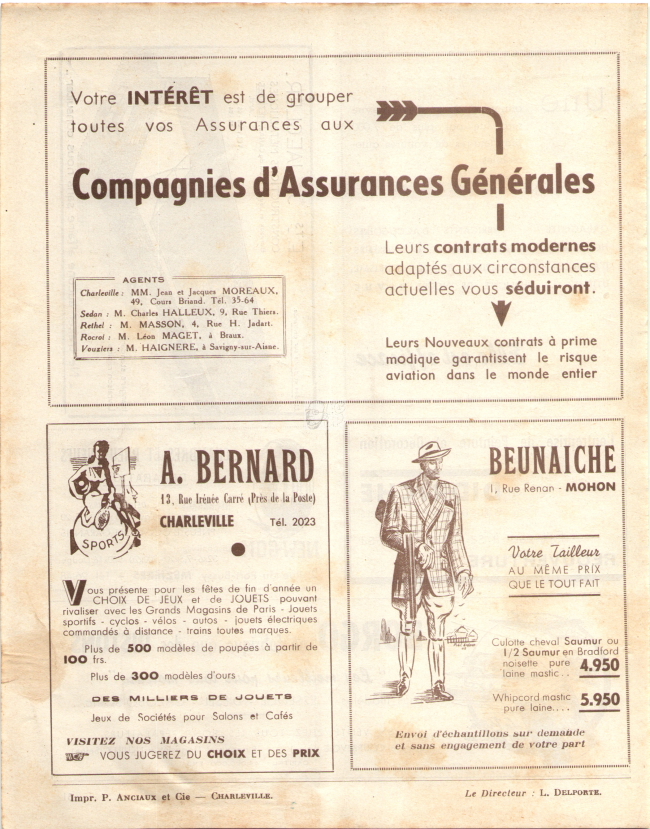 Votre INTÉRÊT est de grouper
toutes vos Assurances aux
Compagnies d'Assurances Générales
Leurs contrats modernes
adaptés aux circonstances
actuelles vous séduiront.
Leurs Nouveaux contrats à prime
modique garantissent le risque
aviation dans le monde entier
AGENTS
Charleville : MM. Jean et Jacques MOREAUX,
49, Cours Briand. Tél. 35-64
Sedan : M. Charles HALLEUX, 9, Rue Thiers.
Rethel : M. MASSON, 4, Rue H. Jadart.
Rocroi : M. Léon MAGET, à Braux.
Vouziers : M. HAIGNERE, à Savigny-sur-Aisne.
SPORTS
A. BERNARD
13, Rue Irénée Carré (Près de la Poste)
CHARLEVILLE Tél. 2023
Vous présente pour les fêtes de fin d'année un
CHOIX DE JEUX et de JOUETS pouvant
rivaliser avec les Grands Magasins de Paris - Jouets
sportifs - cyclos - vélos - autos - jouets électriques
commandés à distance - trains toutes marques.
Plus de 500 modèles de poupées à partir de
100 frs.
Plus de 300 modèles d'ours
DES MILLIERS DE JOUETS
Jeux de Sociétés pour Salons et Cafés
VISITEZ NOS MAGASINS
VOUS JUGEREZ DU CHOIX ET DES PRIX
BEUNAICHE
1, Rue Renan - MOHON
Votre Tailleur
AU MÊME PRIX
QUE LE TOUT FAIT
Culotte cheval Saumur ou
1/2 Saumur en Bradford
noisette pure
laine mastic.. 4.950
Whipcord mastic
pure laine.... 5.950
Envoi d'échantillons sur demande
et sans engagement de votre part
Impr. P. ANCIAUX et Cie — CHARLEVILLE.
Le Directeur : L. DELPORTE.